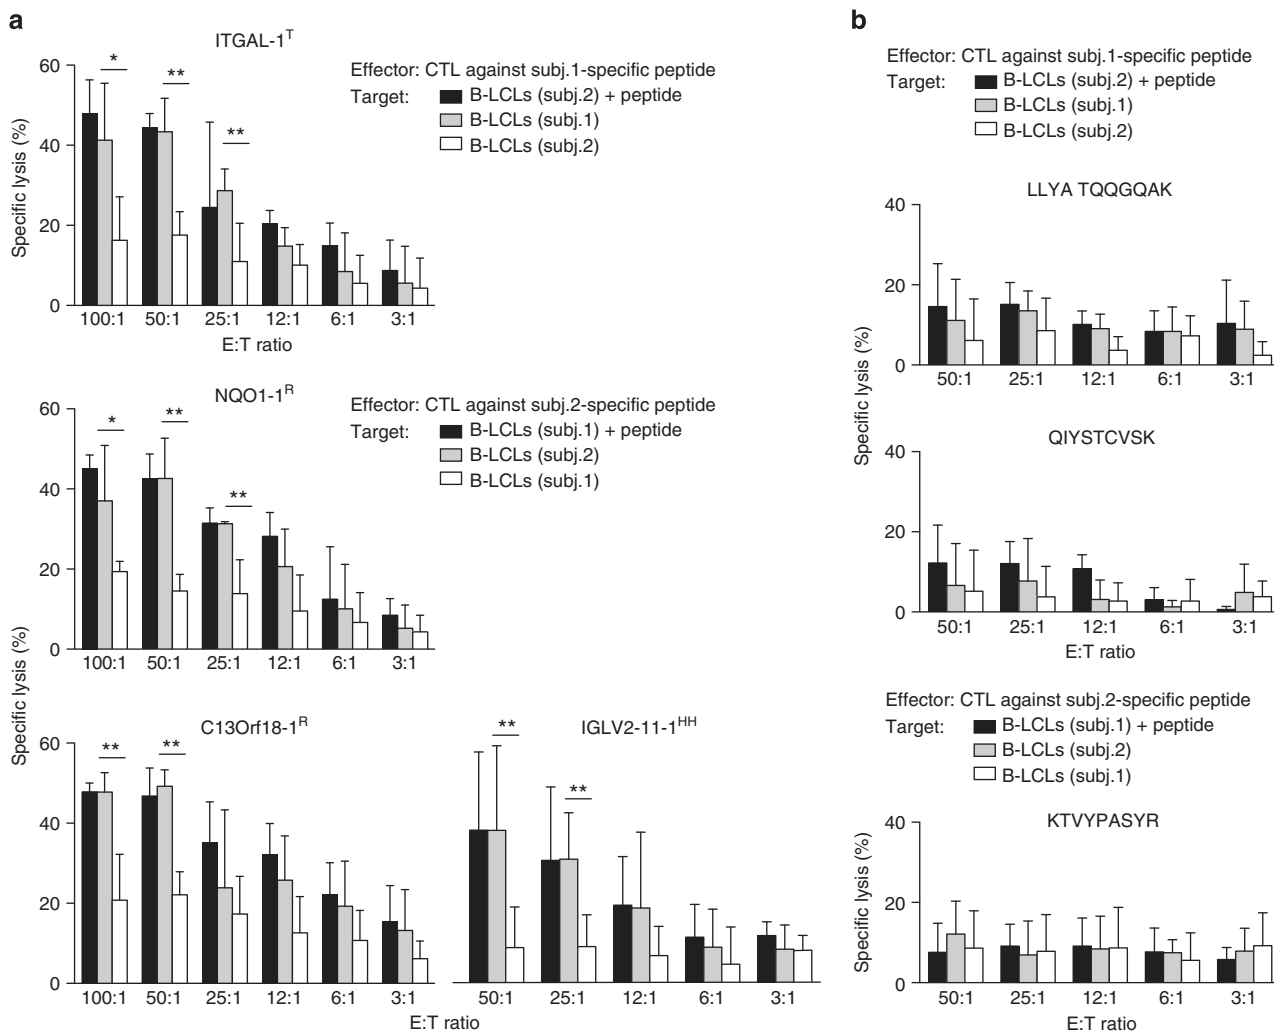 a
ITGAL-1T
Effector: CTL against subj.1-specific peptide
Target:
B-LCLs (subj.2) + peptide
B-LCLs (subj.1)
B-LCLs (subj.2)
Specific lysis (%)
60
40
20
0
* ** **
100:1 50:1 25:1 12:1 6:1 3:1
E:T ratio
NQO1-1R
Effector: CTL against subj.2-specific peptide
Target:
B-LCLs (subj.1) + peptide
B-LCLs (subj.2)
B-LCLs (subj.1)
60
40
20
0
* ** **
100:1 50:1 25:1 12:1 6:1 3:1
Specific lysis (%)
C13Orf18-1R
60
40
20
0
** **
100:1 50:1 25:1 12:1 6:1 3:1
IGLV2-11-1HH
** **
50:1 25:1 12:1 6:1 3:1
E:T ratio
b
Effector: CTL against subj.1-specific peptide
Target:
B-LCLs (subj.2) + peptide
B-LCLs (subj.1)
B-LCLs (subj.2)
LLYA TQQGQAK
40
20
0
50:1 25:1 12:1 6:1 3:1
Specific lysis (%)
QIYSTCVSK
40
20
0
50:1 25:1 12:1 6:1 3:1
E:T ratio
Effector: CTL against subj.2-specific peptide
Target:
B-LCLs (subj.1) + peptide
B-LCLs (subj.2)
B-LCLs (subj.1)
KTVYPASYR
Specific lysis (%)
40
20
0
50:1 25:1 12:1 6:1 3:1
E:T ratio